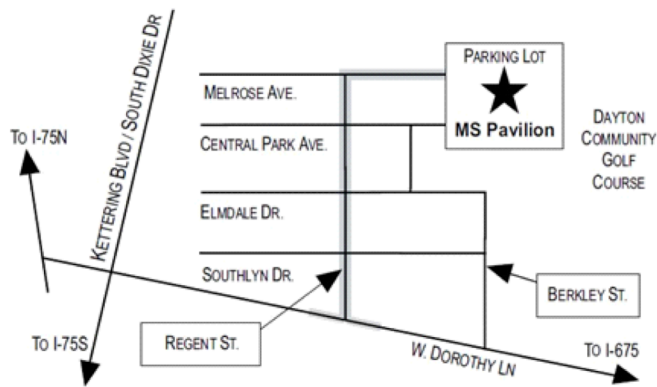 PARKING LOT
MS Pavilion
MELROSE AVE.
CENTRAL PARK AVE.
DAYTON
COMMUNITY
GOLF
COURSE
TO I-75N
KETTERING BLVD / SOUTH DIXIE DR
ELMDALE DR.
SOUTHLYN DR.
BERKLEY ST.
REGENT ST.
TO I-75S
W. DOROTHY LN
TO I-675